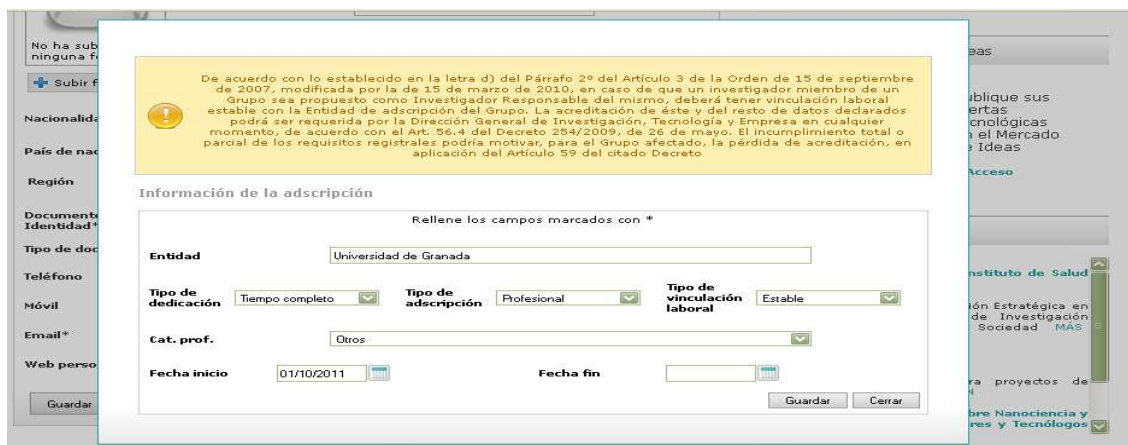 No ha sub
ninguna f
Subir f
Nacionalida
País de nac
Región
Documento
Identidad*
Tipo de doc
Teléfono
Móvil
Email*
Web perso
Guardar
De acuerdo con lo establecido en la letra d) del Párrafo 2º del Artículo 3 de la Orden de 15 de septiembre
de 2007, modificada por la de 15 de marzo de 2010, en caso de que un investigador miembro de un
Grupo sea propuesto como Investigador Responsable del mismo, deberá tener vinculación laboral
estable con la Entidad de adscripción del Grupo. La acreditación de éste y del resto de datos declarados
podrá ser requerida por la Dirección General de Investigación, Tecnología y Empresa en cualquier
momento, de acuerdo con el Art. 56.4 del Decreto 254/2009, de 26 de mayo. El incumplimiento total o
parcial de los requisitos registrales podría motivar, para el Grupo afectado, la pérdida de acreditación, en
aplicación del Artículo 59 del citado Decreto
Información de la adscripción
Rellene los campos marcados con *
Entidad Universidad de Granada
Tipo de dedicación Tiempo completo Tipo de adscripción Profesional Tipo de vinculación laboral Estable
Cat. prof. Otros
Fecha inicio 01/10/2011 Fecha fin
Guardar Cerrar
eas
ublique sus
ertas
cnológicas
n el Mercado
e Ideas
Acceso
nstituto de Salud
ión Estratégica en
de Investigación
Sociedad MÁS
ra proyectos de
bre Nanociencia y
res y Tecnólogos